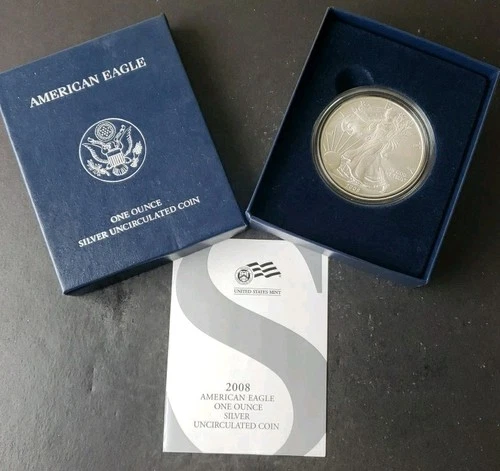 AMERICAN EAGLE
ONE OUNCE
SILVER UNCIRCULATED COIN
S
UNITED STATES MINT
2008
AMERICAN EAGLE
ONE OUNCE
SILVER
UNCIRCULATED COIN